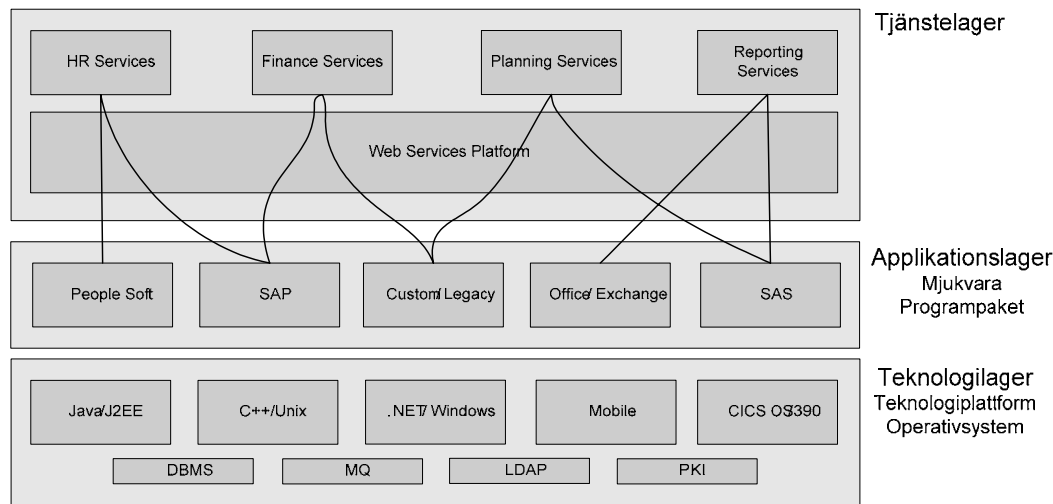 Tjänstelager
HR Services
Finance Services
Planning Services
Reporting
Services
Web Services Platform
Applikationslager
Mjukvara
Programpaket
People Soft
SAP
Custom/Legacy
Office/Exchange
SAS
Teknologilager
Teknologiplattform
Operativsystem
Java/J2EE
C++/Unix
.NET/Windows
Mobile
CICS OS/390
DBMS
MQ
LDAP
PKI